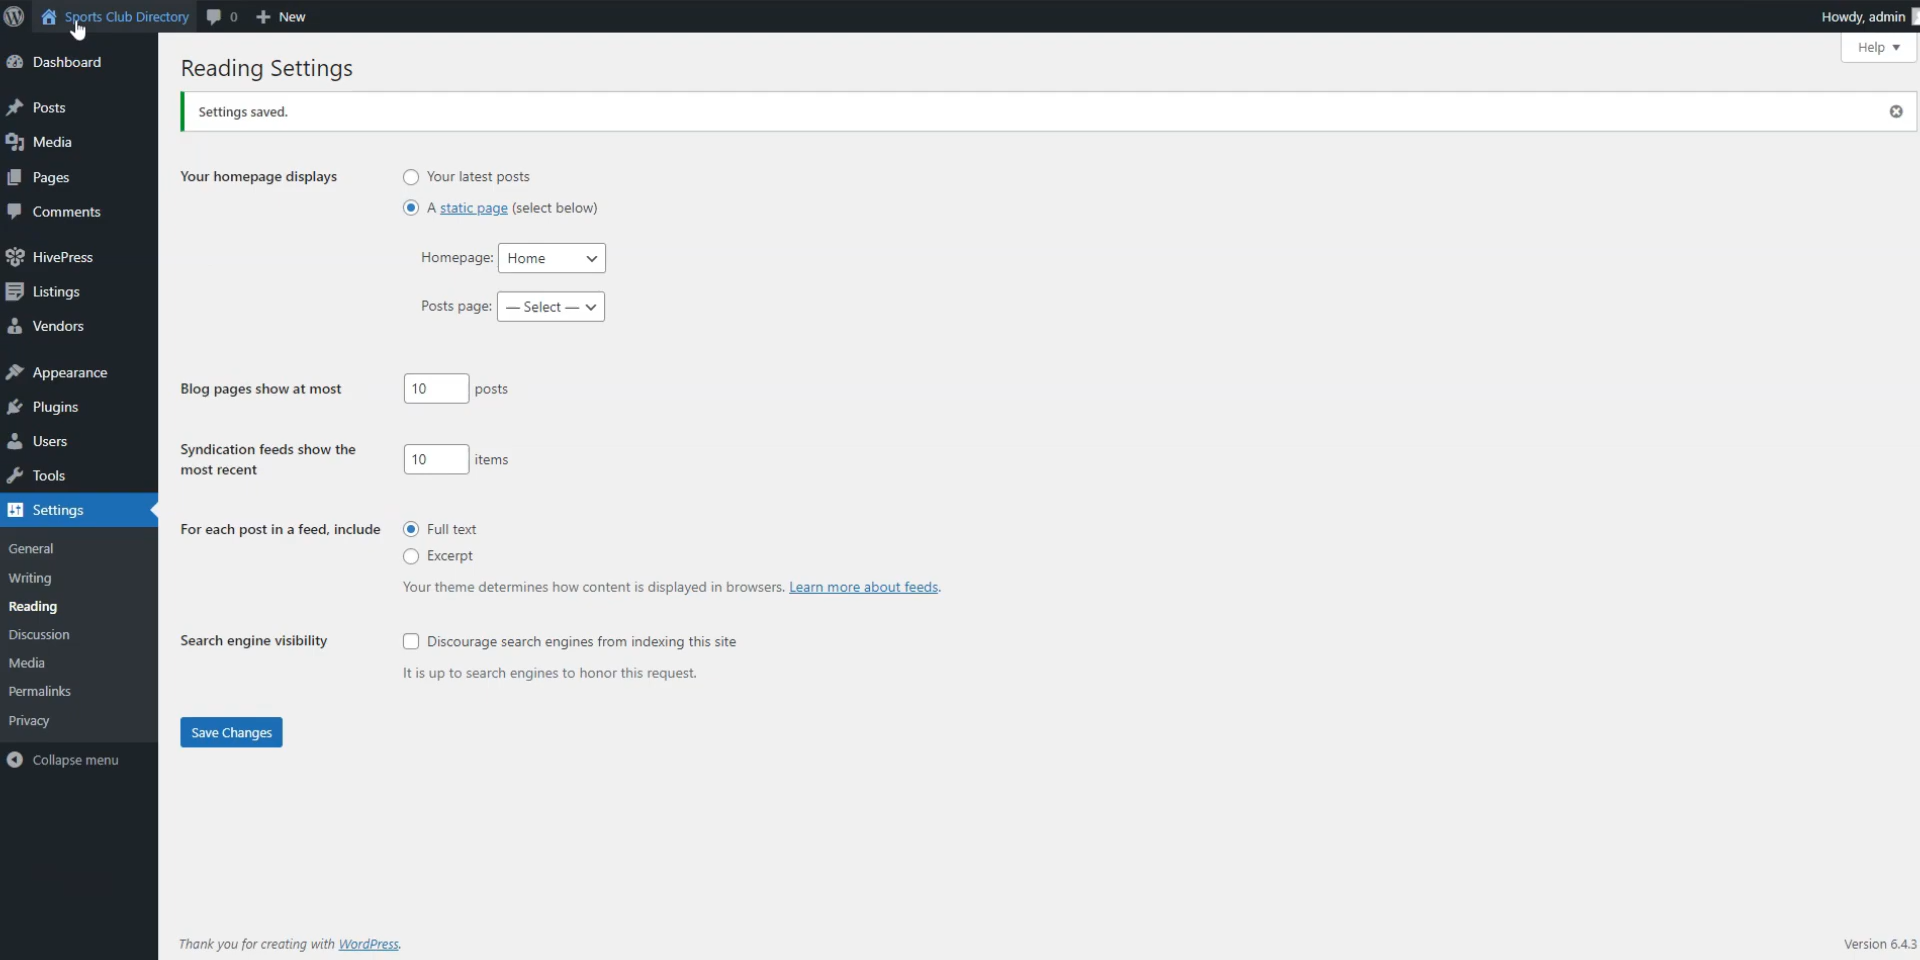 Sports Club Directory 0 New Howdy, admin
Help
Dashboard
Posts
Media
Pages
Comments
HivePress
Listings
Vendors
Appearance
Plugins
Users
Tools
Settings
General
Writing
Reading
Discussion
Media
Permalinks
Privacy
Collapse menu
Reading Settings
Settings saved.
Your homepage displays
Your latest posts
A static page (select below)
Homepage: Home
Posts page: — Select —
Blog pages show at most 10 posts
Syndication feeds show the
most recent
10 items
For each post in a feed, include
Full text
Excerpt
Your theme determines how content is displayed in browsers. Learn more about feeds.
Search engine visibility
Discourage search engines from indexing this site
It is up to search engines to honor this request.
Save Changes
Thank you for creating with WordPress.
Version 6.4.3